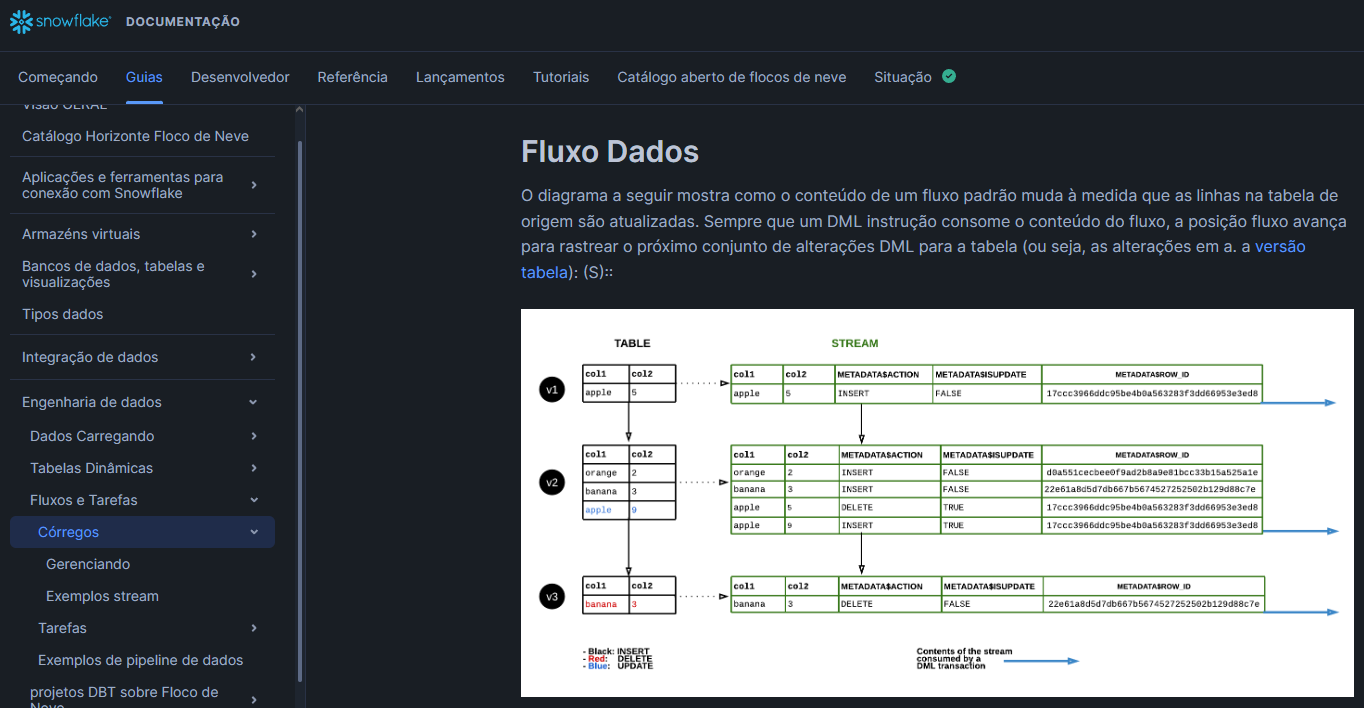 snowflake DOCUMENTAÇÃO
Começando Guias Desenvolvedor Referência Lançamentos Tutoriais Catálogo aberto de flocos de neve Situação
Visão GERAL
Catálogo Horizonte Floco de Neve
Aplicações e ferramentas para
conexão com Snowflake
Armazéns virtuais
Bancos de dados, tabelas e
visualizações
Tipos dados
Integração de dados
Engenharia de dados
Dados Carregando
Tabelas Dinâmicas
Fluxos e Tarefas
Córregos
Gerenciando
Exemplos stream
Tarefas
Exemplos de pipeline de dados
projetos DBT sobre Floco de
Neve
Fluxo Dados
O diagrama a seguir mostra como o conteúdo de um fluxo padrão muda à medida que as linhas na tabela de
origem são atualizadas. Sempre que um DML instrução consome o conteúdo do fluxo, a posição fluxo avança
para rastrear o próximo conjunto de alterações DML para a tabela (ou seja, as alterações em a. a versão
tabela): (S)::
TABLE STREAM
v1
col1 col2
apple 5
col1 col2 METADATA$ACTION METADATA$ISUPDATE METADATA$ROW_ID
apple 5 INSERT FALSE 17ccc3966ddc95be4b0a563283f3dd66953e3ed8
v2
col1 col2
orange 2
banana 3
apple 9
col1 col2 METADATA$ACTION METADATA$ISUPDATE METADATA$ROW_ID
orange 2 INSERT FALSE d0a551cecbee0f9ad2b8a9e81bcc33b15a525a1e
banana 3 INSERT FALSE 22e61a8d5d7db667b5674527252502b129d88c7e
apple 5 DELETE TRUE 17ccc3966ddc95be4b0a563283f3dd66953e3ed8
apple 9 INSERT TRUE 17ccc3966ddc95be4b0a563283f3dd66953e3ed8
v3
col1 col2
banana 3
col1 col2 METADATA$ACTION METADATA$ISUPDATE METADATA$ROW_ID
banana 3 DELETE FALSE 22e61a8d5d7db667b5674527252502b129d88c7e
- Black: INSERT
- Red: DELETE
- Blue: UPDATE
Contents of the stream
consumed by a
DML transaction